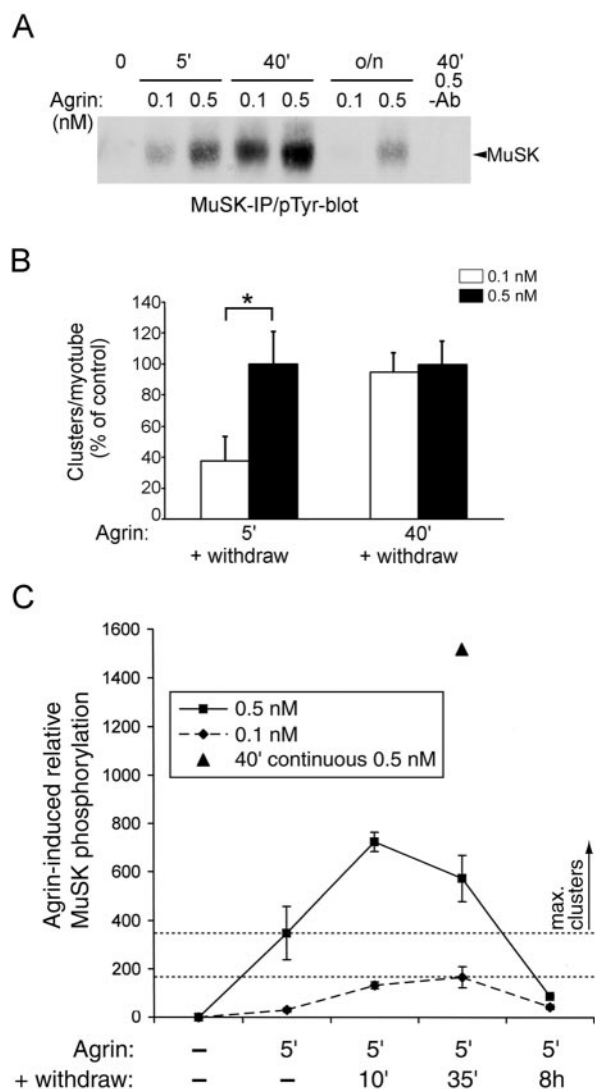 A
0 5' 40' o/n 40'
0.5
Agrin: 0.1 0.5 0.1 0.5 0.1 0.5 -Ab
(nM)
MuSK
MuSK-IP/pTyr-blot
B
0.1 nM
0.5 nM
140
120
100
80
60
40
20
0
Clusters/myotube
(% of control)
*
Agrin: 5' 40'
+ withdraw + withdraw
C
1600
1400
1200
1000
800
600
400
200
0
Agrin-induced relative
MuSK phosphorylation
0.5 nM
0.1 nM
40' continuous 0.5 nM
max.
clusters
Agrin: – 5' 5' 5' 5'
+ withdraw: – – 10' 35' 8h